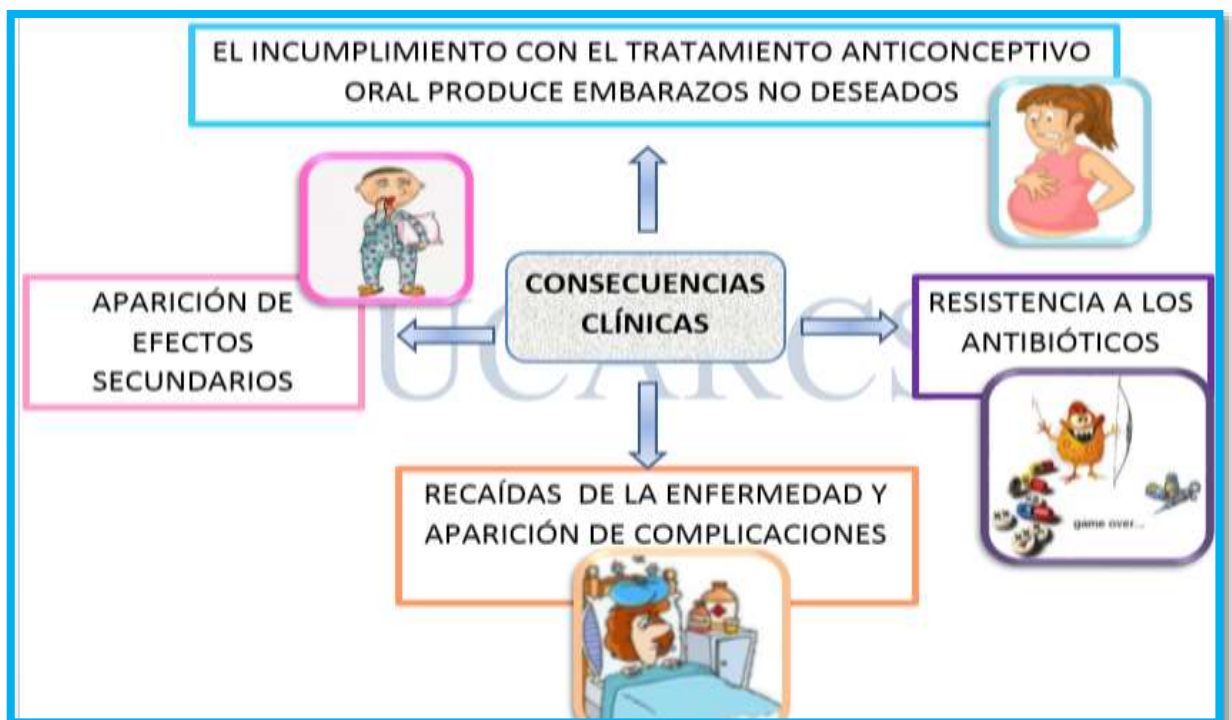 EL INCUMPLIMIENTO CON EL TRATAMIENTO ANTICONCEPTIVO
ORAL PRODUCE EMBARAZOS NO DESEADOS
CONSECUENCIAS
CLÍNICAS
APARICIÓN DE
EFECTOS
SECUNDARIOS
RESISTENCIA A LOS
ANTIBIÓTICOS
game over...
RECAÍDAS DE LA ENFERMEDAD Y
APARICIÓN DE COMPLICACIONES
UCARCS